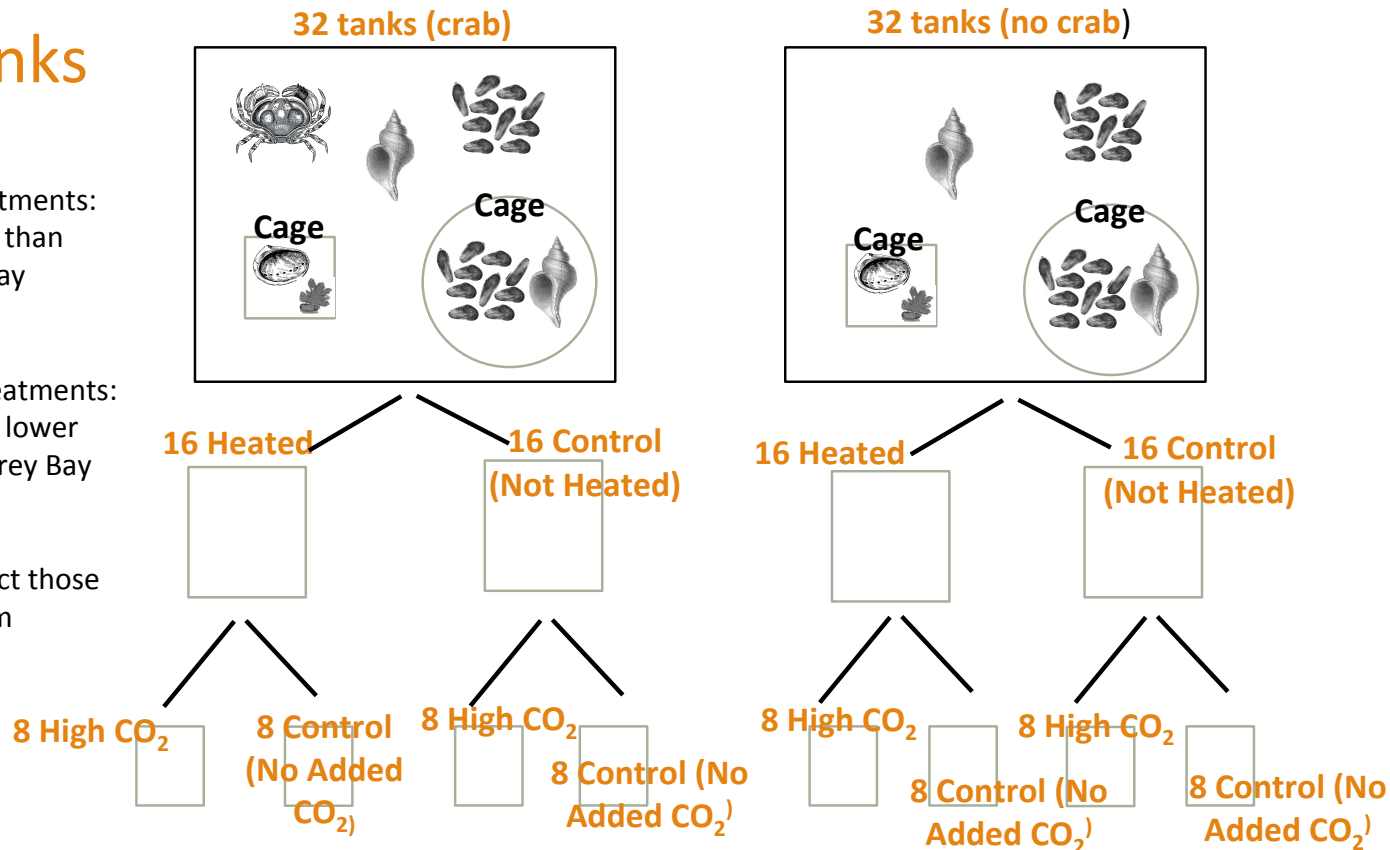 32 tanks (crab)
32 tanks (no crab)
nks
tments:
than
ay
eatments:
lower
rey Bay
ct those
m
Cage
Cage
Cage
Cage
16 Heated
16 Control
(Not Heated)
16 Heated
16 Control
(Not Heated)
8 High CO₂
8 Control
(No Added
CO₂)
8 High CO₂
8 Control (No
Added CO₂)
8 High CO₂
8 Control (No
Added CO₂)
8 High CO₂
8 Control (No
Added CO₂)